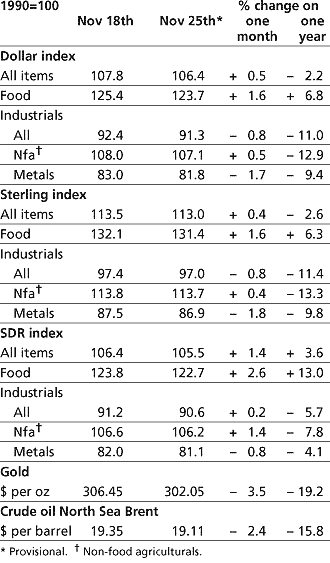 1990=100 Nov 18th Nov 25th* % change on
one one
month year
Dollar index
All items 107.8 106.4 + 0.5 – 2.2
Food 125.4 123.7 + 1.6 + 6.8
Industrials
All 92.4 91.3 – 0.8 – 11.0
Nfa† 108.0 107.1 + 0.5 – 12.9
Metals 83.0 81.8 – 1.7 – 9.4
Sterling index
All items 113.5 113.0 + 0.4 – 2.6
Food 132.1 131.4 + 1.6 + 6.3
Industrials
All 97.4 97.0 – 0.8 – 11.4
Nfa† 113.8 113.7 + 0.4 – 13.3
Metals 87.5 86.9 – 1.8 – 9.8
SDR index
All items 106.4 105.5 + 1.4 + 3.6
Food 123.8 122.7 + 2.6 + 13.0
Industrials
All 91.2 90.6 + 0.2 – 5.7
Nfa† 106.6 106.2 + 1.4 – 7.8
Metals 82.0 81.1 – 0.8 – 4.1
Gold
$ per oz 306.45 302.05 – 3.5 – 19.2
Crude oil North Sea Brent
$ per barrel 19.35 19.11 – 2.4 – 15.8
* Provisional. † Non-food agriculturals.